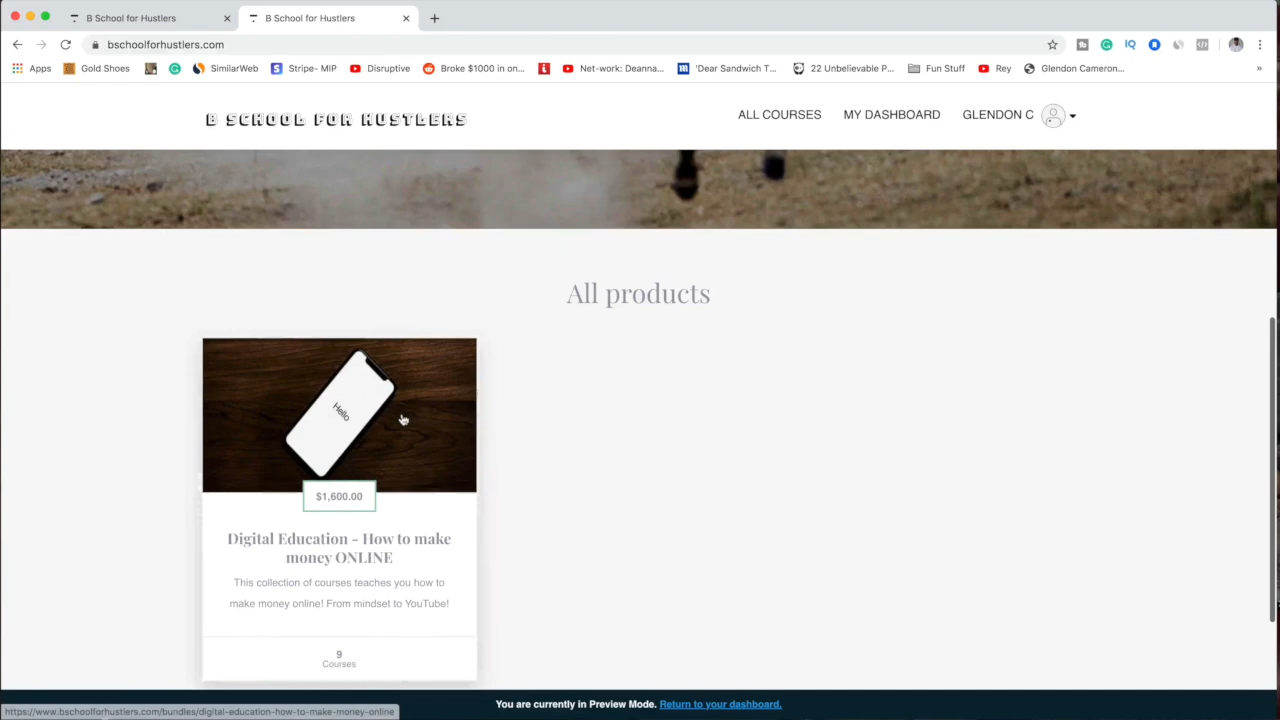 B School for Hustlers
B School for Hustlers
bschoolforhustlers.com
Apps Gold Shoes SimilarWeb Stripe- MIP Disruptive Broke $1000 in on... Net-work: Deanna... 'Dear Sandwich T... 22 Unbelievable P... Fun Stuff Rey Glendon Cameron... »
B SCHOOL FOR HUSTLERS
ALL COURSES MY DASHBOARD GLENDON C
All products
Hello
$1,600.00
Digital Education - How to make
money ONLINE
This collection of courses teaches you how to
make money online! From mindset to YouTube!
9
Courses
You are currently in Preview Mode. Return to your dashboard.
https://www.bschoolforhustlers.com/bundles/digital-education-how-to-make-money-online